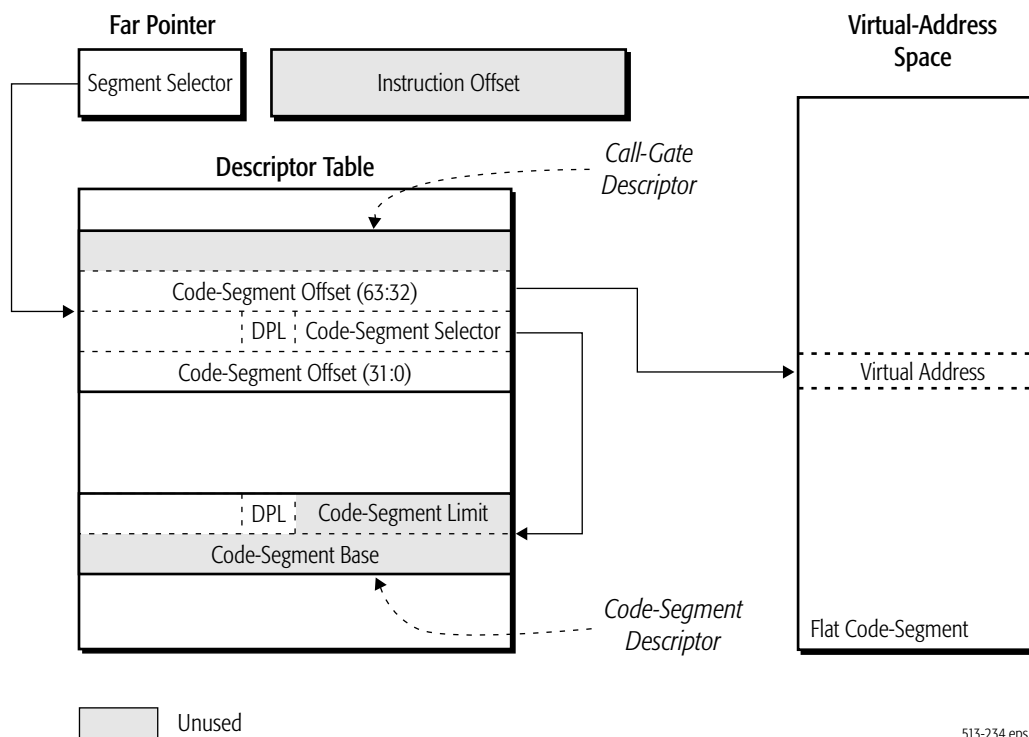 Far Pointer
Virtual-Address
Space
Segment Selector
Instruction Offset
Descriptor Table
Call-Gate
Descriptor
Code-Segment Offset (63:32)
DPL
Code-Segment Selector
Code-Segment Offset (31:0)
Virtual Address
DPL
Code-Segment Limit
Code-Segment Base
Code-Segment
Descriptor
Flat Code-Segment
Unused
513-234.eps